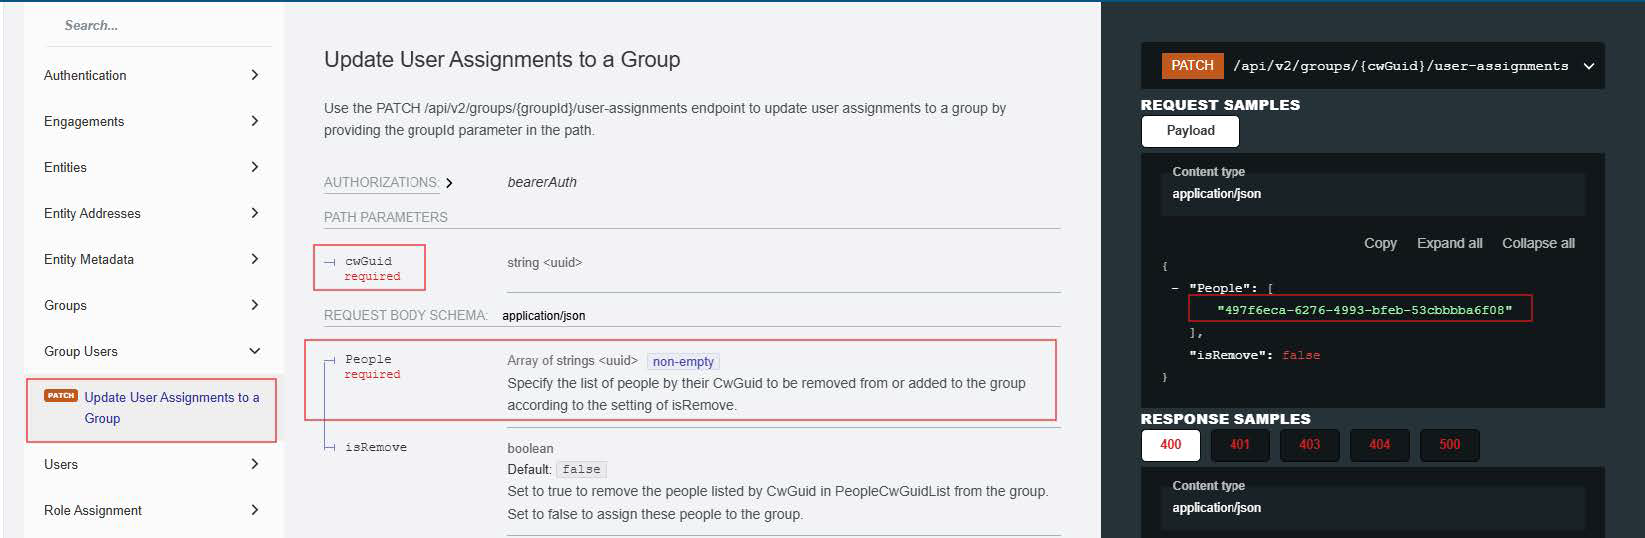 Search...
Authentication
Engagements
Entities
Entity Addresses
Entity Metadata
Groups
Group Users
PATCH Update User Assignments to a
Group
Users
Role Assignment
Update User Assignments to a Group
Use the PATCH /api/v2/groups/{groupId}/user-assignments endpoint to update user assignments to a group by
providing the groupId parameter in the path.
AUTHORIZATIONS: bearerAuth
PATH PARAMETERS
cwGuid string <uuid>
required
REQUEST BODY SCHEMA: application/json
People Array of strings <uuid> non-empty
required
Specify the list of people by their CwGuid to be removed from or added to the group
according to the setting of isRemove.
isRemove boolean
Default: false
Set to true to remove the people listed by CwGuid in PeopleCwGuidList from the group.
Set to false to assign these people to the group.
PATCH /api/v2/groups/{cwGuid}/user-assignments
REQUEST SAMPLES
Payload
Content type
application/json
Copy Expand all Collapse all
{
– "People": [
"497f6eca-6276-4993-bfeb-53cbbbba6f08"
],
"isRemove": false
}
RESPONSE SAMPLES
400 401 403 404 500
Content type
application/json